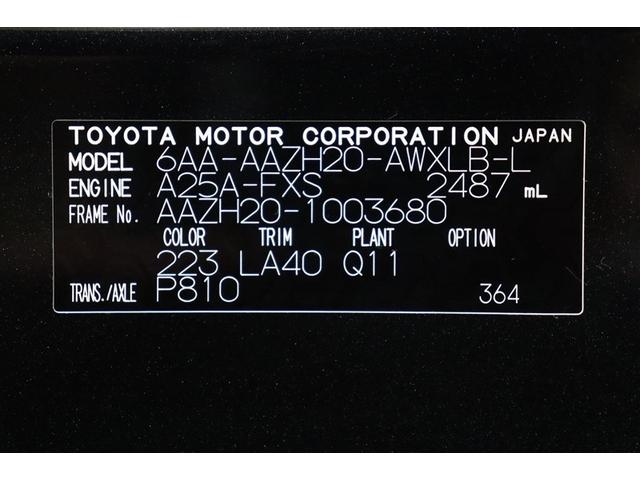 TOYOTA MOTOR CORPORATION JAPAN
MODEL 6AA-AAZH20-AWXLB-L
ENGINE A25A-FXS 2487 mL
FRAME No. AAZH20-1003680
COLOR TRIM PLANT OPTION
223 LA40 Q11
TRANS./AXLE P810 364